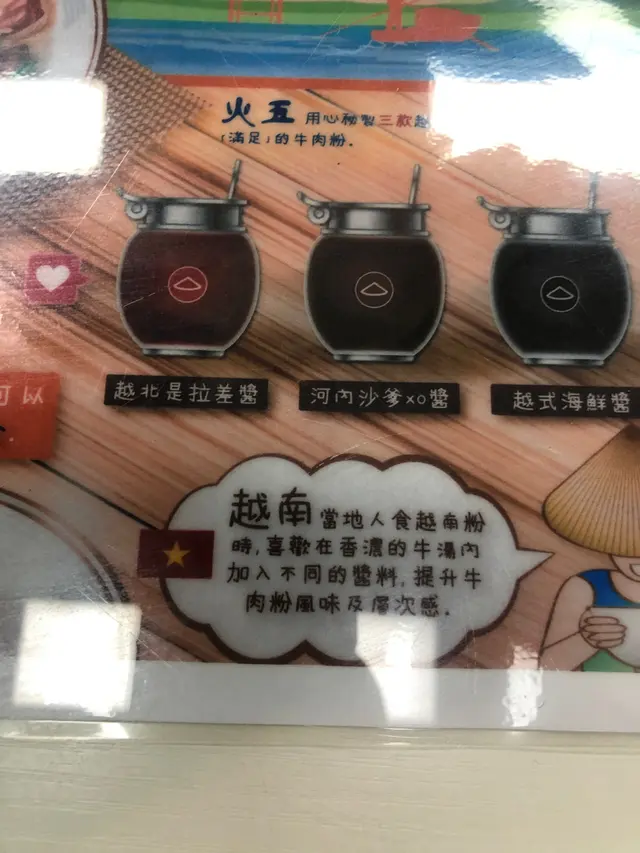 火五 用心秘製三款越
「滿足」的牛肉粉.
可以
越北是拉差醬
河內沙爹xo醬
越式海鮮醬
越南當地人食越南粉
時,喜歡在香濃的牛湯內
加入不同的醬料,提升牛
肉粉風味及層次感.